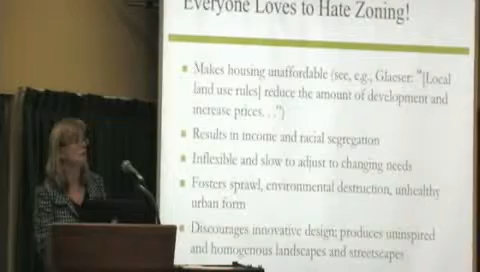 Everyone Loves to Hate Zoning!
Makes housing unaffordable (see, e.g., Glaeser: "[Local
land use rules] reduce the amount of development and
increase prices. . .")
Results in income and racial segregation
Inflexible and slow to adjust to changing needs
Fosters sprawl, environmental destruction, unhealthy
urban form
Discourages innovative design; produces uninspired
and homogenous landscapes and streetscapes